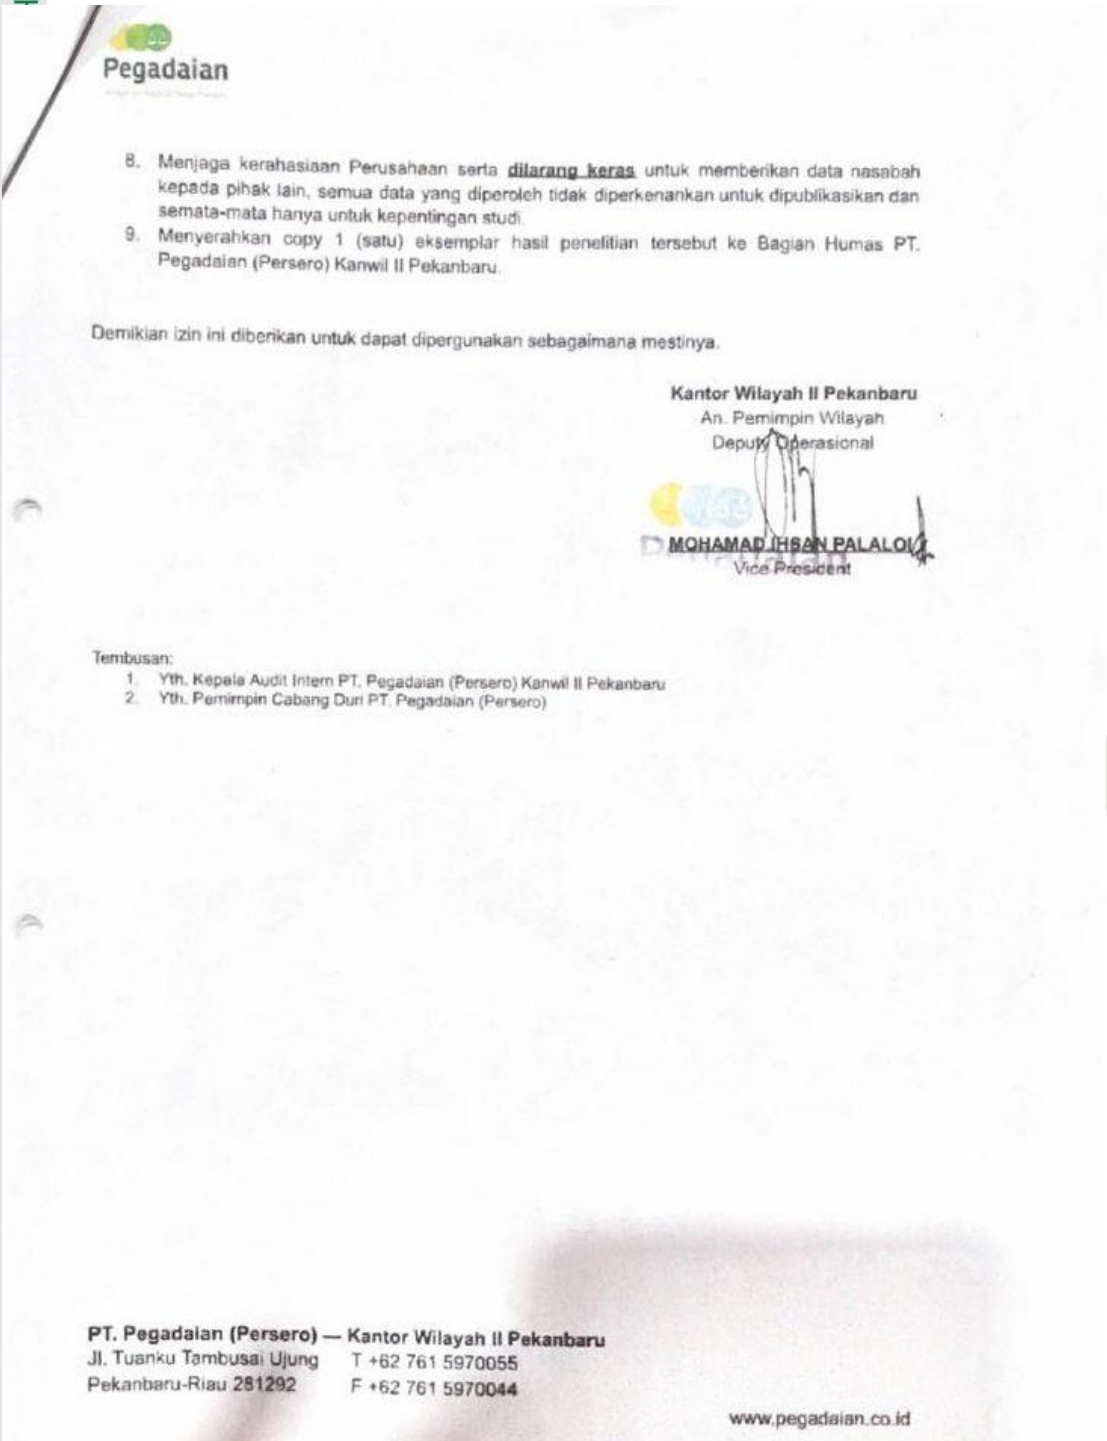 Pegadaian
8. Menjaga kerahasiaan Perusahaan serta dilarang keras untuk memberikan data nasabah
kepada pihak lain, semua data yang diperoleh tidak diperkenankan untuk dipublikasikan dan
semata-mata hanya untuk kepentingan studi.
9. Menyerahkan copy 1 (satu) eksemplar hasil penelitian tersebut ke Bagian Humas PT.
Pegadaian (Persero) Kanwil II Pekanbaru.
Demikian izin ini diberikan untuk dapat dipergunakan sebagaimana mestinya.
Kantor Wilayah II Pekanbaru
An. Pemimpin Wilayah
Deputy Operasional
MOHAMAD IHSAN PALALOI
Vice President
Tembusan:
1. Yth. Kepala Audit Intern PT. Pegadaian (Persero) Kanwil II Pekanbaru
2. Yth. Pemimpin Cabang Duri PT. Pegadaian (Persero)
PT. Pegadaian (Persero) — Kantor Wilayah II Pekanbaru
Jl. Tuanku Tambusai Ujung T +62 761 5970055
Pekanbaru-Riau 281292 F +62 761 5970044
www.pegadaian.co.id